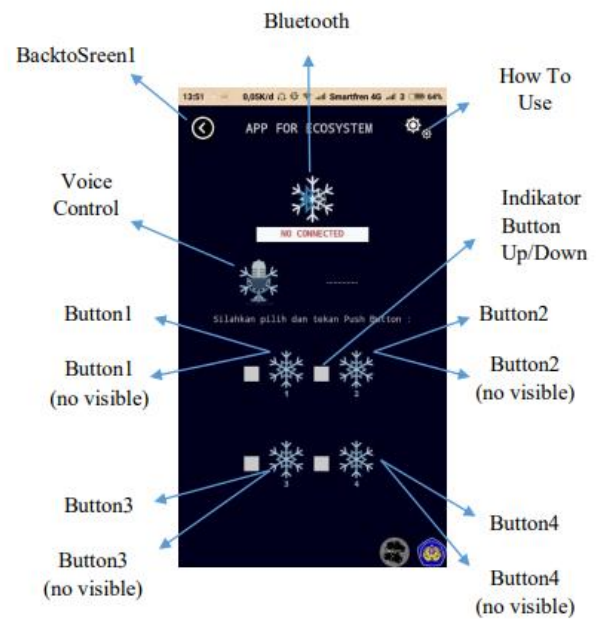 Bluetooth
BacktoSreen1
How To
Use
13:51 0,05K/d Smartfren 4G 3 64%
APP FOR ECOSYSTEM
Voice
Control
Indikator
Button
Up/Down
NO CONNECTED
--------
Silahkan pilih dan tekan Push Button :
Button1
Button2
Button1
(no visible)
Button2
(no visible)
1
2
3
4
Button3
Button4
Button3
(no visible)
Button4
(no visible)